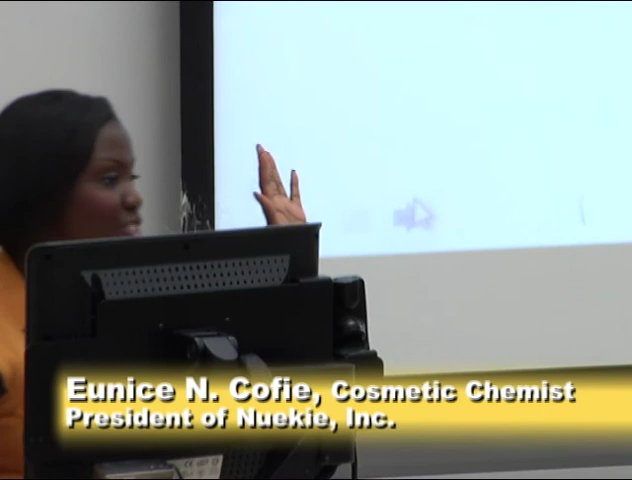 Eunice N. Cofie, Cosmetic Chemist
President of Nuekie, Inc.